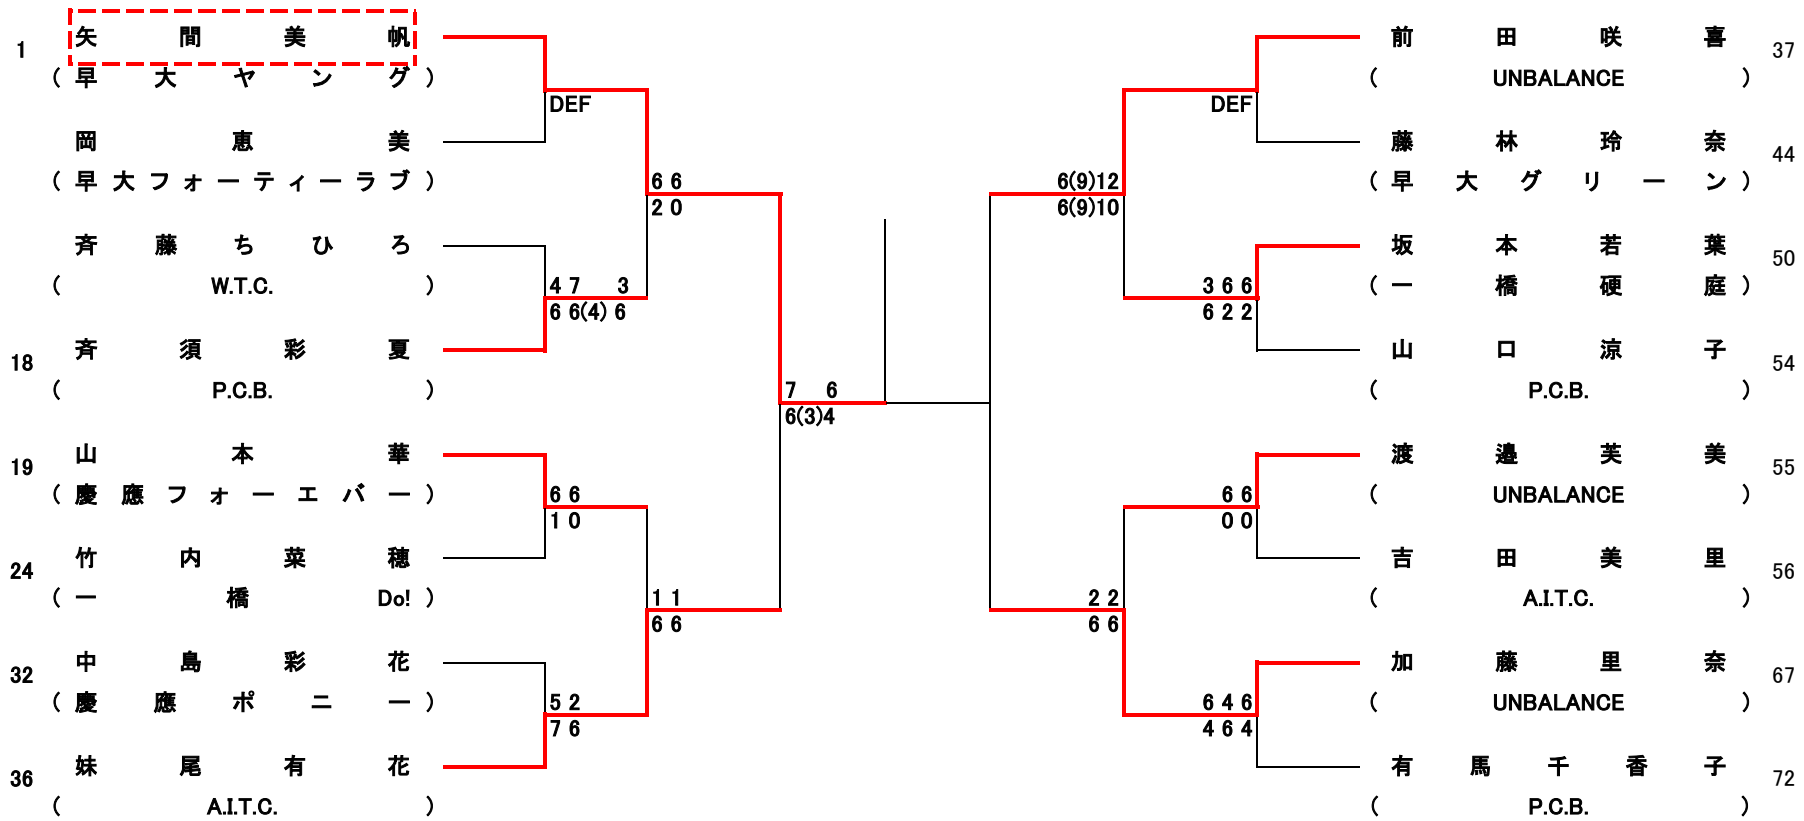 1 矢間美帆
(早大ヤング)
DEF
岡恵美
(早大フォーティーラブ)
6 6
2 0
斉藤ちひろ
(W.T.C.)
4 7 3
6 6(4) 6
18 斉須彩夏
(P.C.B.)
7 6
6(3)4
19 山本華
(慶應フォーエバー)
6 6
1 0
24 竹内菜穂
(一橋Do!)
1 1
6 6
32 中島彩花
(慶應ポニー)
5 2
7 6
36 妹尾有花
(A.I.T.C.)
前田咲喜 37
(UNBALANCE)
DEF
藤林玲奈 44
(早大グリーン)
6(9)12
6(9)10
坂本若葉 50
(一橋硬庭)
3 6 6
6 2 2
山口涼子 54
(P.C.B.)
渡邉芙美 55
(UNBALANCE)
6 6
0 0
吉田美里 56
(A.I.T.C.)
2 2
6 6
加藤里奈 67
(UNBALANCE)
6 4 6
4 6 4
有馬千香子 72
(P.C.B.)